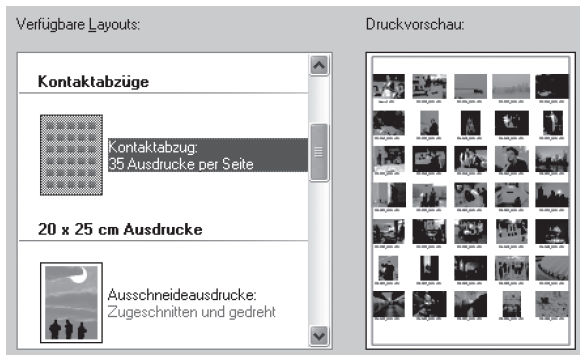 Verfügbare Layouts:
Druckvorschau:
Kontaktabzüge
Kontaktabzug:
35 Ausdrucke per Seite
20 x 25 cm Ausdrucke
Ausschneideausdrucke:
Zugeschnitten und gedreht